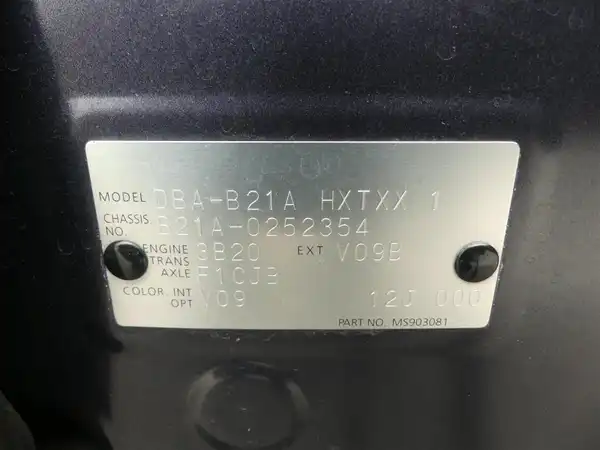 MODEL DBA-B21A HXTXX 1
CHASSIS NO. B21A-0252354
ENGINE 3B20 EXT V09B
TRANS AXLE F1CJB
COLOR. INT OPT V09 12J 000
PART NO. MS903081